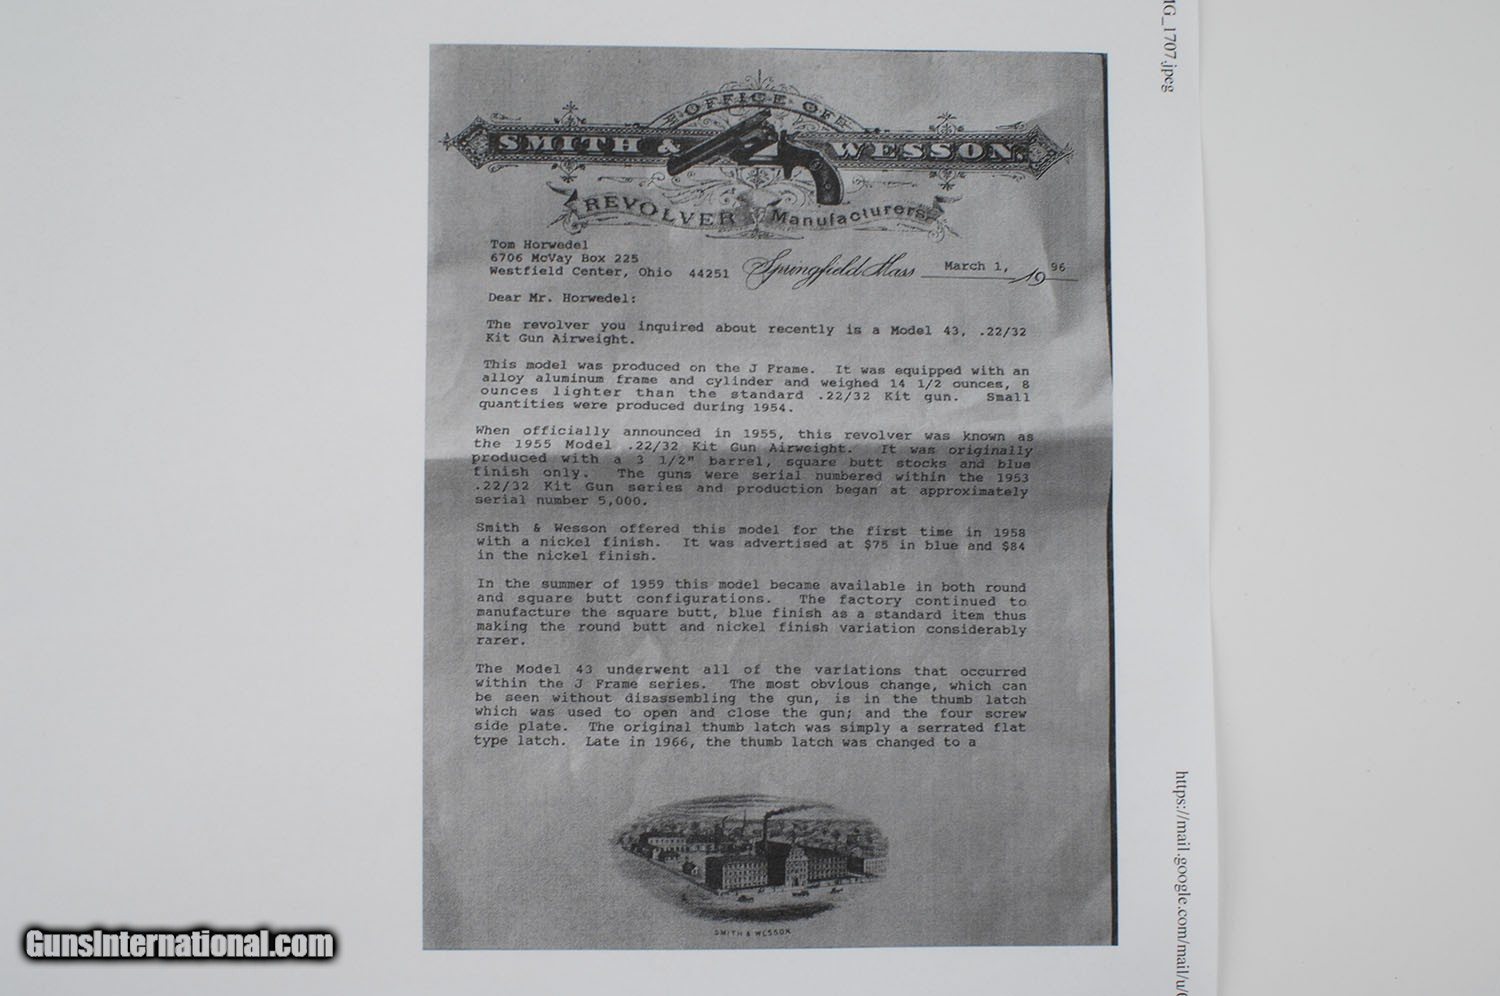 IG_1707.jpeg
OFFICE OF
SMITH & WESSON,
REVOLVER Manufacturers
Tom Horwedel
6706 McVay Box 225
Westfield Center, Ohio 44251
Springfield Mass March 1, 19 96
Dear Mr. Horwedel:
The revolver you inquired about recently is a Model 43, .22/32
Kit Gun Airweight.
This model was produced on the J Frame. It was equipped with an
alloy aluminum frame and cylinder and weighed 14 1/2 ounces, 8
ounces lighter than the standard .22/32 Kit gun. Small
quantities were produced during 1954.
When officially announced in 1955, this revolver was known as
the 1955 Model .22/32 Kit Gun Airweight. It was originally
produced with a 3 1/2" barrel, square butt stocks and blue
finish only. The guns were serial numbered within the 1953
.22/32 Kit Gun series and production began at approximately
serial number 5,000.
Smith & Wesson offered this model for the first time in 1958
with a nickel finish. It was advertised at $75 in blue and $84
in the nickel finish.
In the summer of 1959 this model became available in both round
and square butt configurations. The factory continued to
manufacture the square butt, blue finish as a standard item thus
making the round butt and nickel finish variation considerably
rarer.
The Model 43 underwent all of the variations that occurred
within the J Frame series. The most obvious change, which can
be seen without disassembling the gun, is in the thumb latch
which was used to open and close the gun; and the four screw
side plate. The original thumb latch was simply a serrated flat
type latch. Late in 1966, the thumb latch was changed to a
SMITH & WESSON
https://mail.google.com/mail/u/
GunsInternational.com